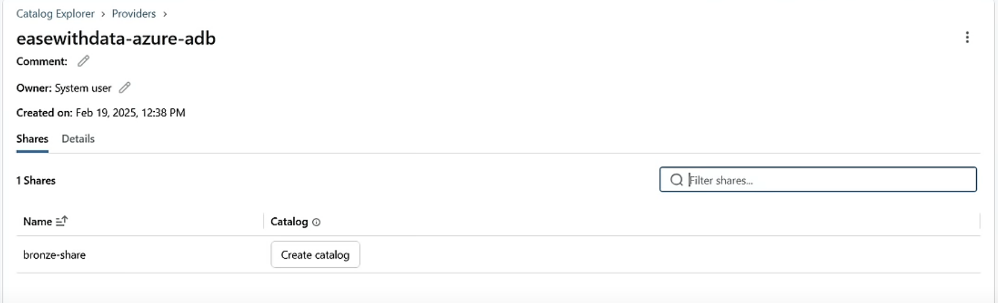 Catalog Explorer › Providers ›
easewithdata-azure-adb
Comment:
Owner: System user
Created on: Feb 19, 2025, 12:38 PM
Shares Details
1 Shares
Filter shares...
Name Catalog
bronze-share Create catalog